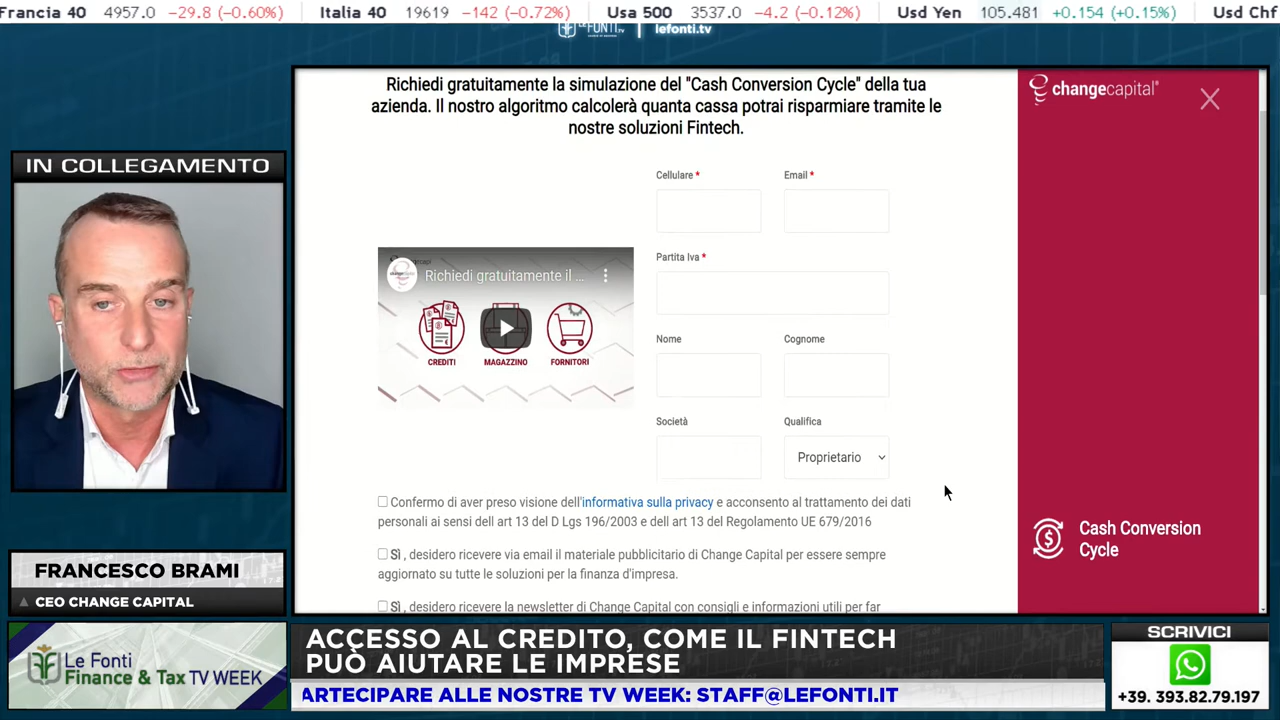 Francia 40 4957.0 −29.8 (−0.60%) Italia 40 19619 −142 (−0.72%) Usa 500 3537.0 −4.2 (−0.12%) Usd Yen 105.481 +0.154 (+0.15%) Usd Chf
LE FONTI TV lefonti.tv
Richiedi gratuitamente la simulazione del "Cash Conversion Cycle" della tua
azienda. Il nostro algoritmo calcolerà quanta cassa potrai risparmiare tramite le
nostre soluzioni Fintech.
changecapital
IN COLLEGAMENTO
Cellulare * Email *
Partita Iva *
Richiedi gratuitamente il ...
CREDITI MAGAZZINO FORNITORI
Nome Cognome
Società Qualifica
Proprietario
Confermo di aver preso visione dell'informativa sulla privacy e acconsento al trattamento dei dati
personali ai sensi dell art 13 del D Lgs 196/2003 e dell art 13 del Regolamento UE 679/2016
Sì , desidero ricevere via email il materiale pubblicitario di Change Capital per essere sempre
aggiornato su tutte le soluzioni per la finanza d'impresa.
Sì , desidero ricevere la newsletter di Change Capital con consigli e informazioni utili per far
Cash Conversion
Cycle
FRANCESCO BRAMI
CEO CHANGE CAPITAL
Le Fonti
Finance & Tax TV WEEK
ACCESSO AL CREDITO, COME IL FINTECH
PUÒ AIUTARE LE IMPRESE
ARTECIPARE ALLE NOSTRE TV WEEK: STAFF@LEFONTI.IT
SCRIVICI
+39. 393.82.79.197